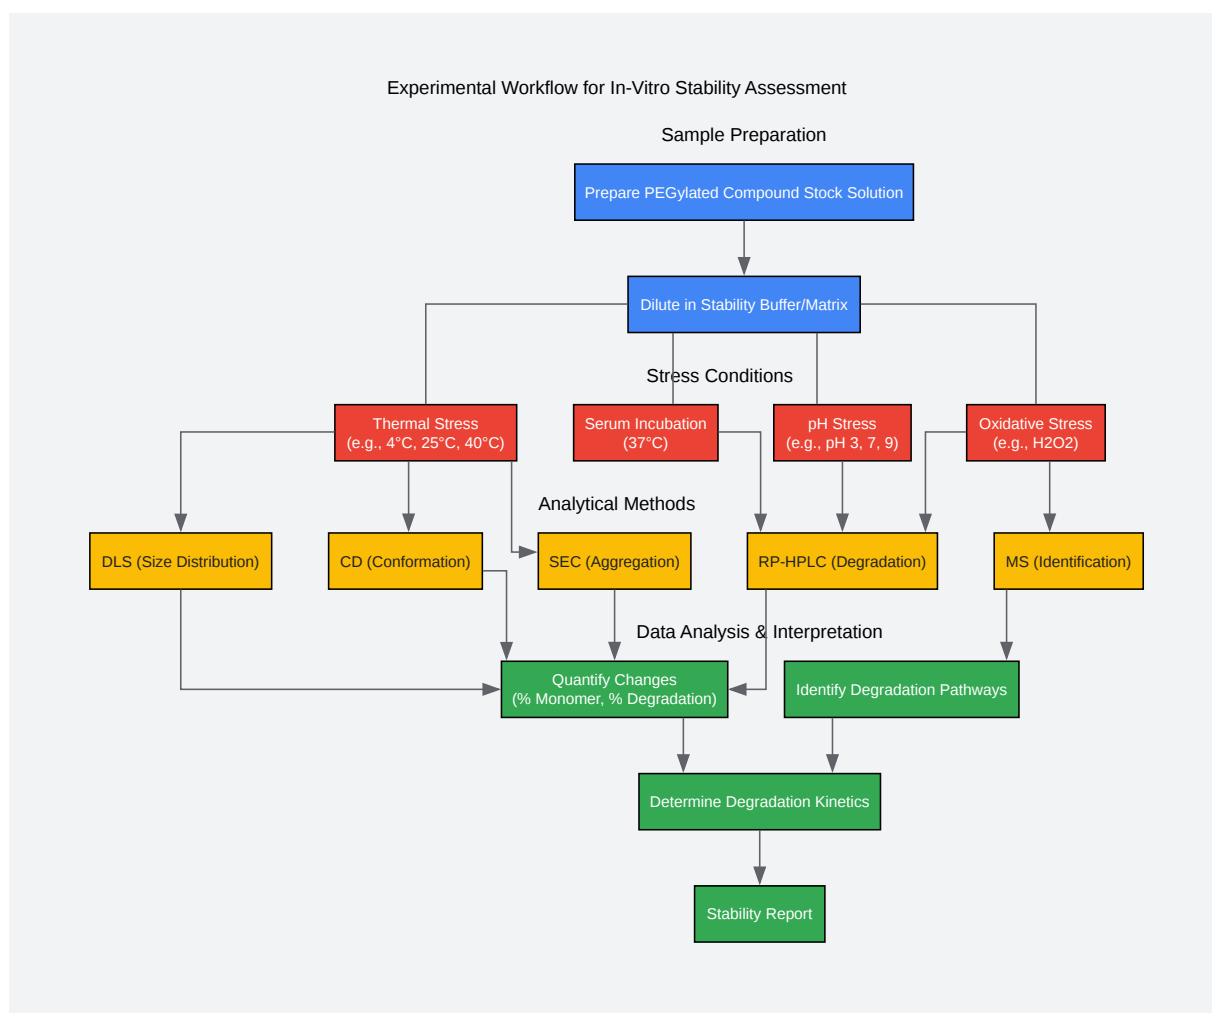 Experimental Workflow for In-Vitro Stability Assessment
Sample Preparation
Prepare PEGylated Compound Stock Solution
Dilute in Stability Buffer/Matrix
Stress Conditions
Thermal Stress
(e.g., 4°C, 25°C, 40°C)
Serum Incubation
(37°C)
pH Stress
(e.g., pH 3, 7, 9)
Oxidative Stress
(e.g., H2O2)
Analytical Methods
DLS (Size Distribution)
CD (Conformation)
SEC (Aggregation)
RP-HPLC (Degradation)
MS (Identification)
Data Analysis & Interpretation
Quantify Changes
(% Monomer, % Degradation)
Identify Degradation Pathways
Determine Degradation Kinetics
Stability Report